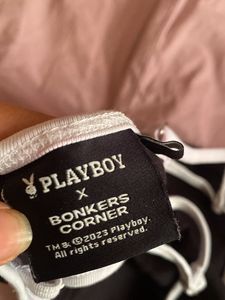 PLAYBOY
X
BONKERS
CORNER
TM & ©2023 Playboy.
All rights reserved.